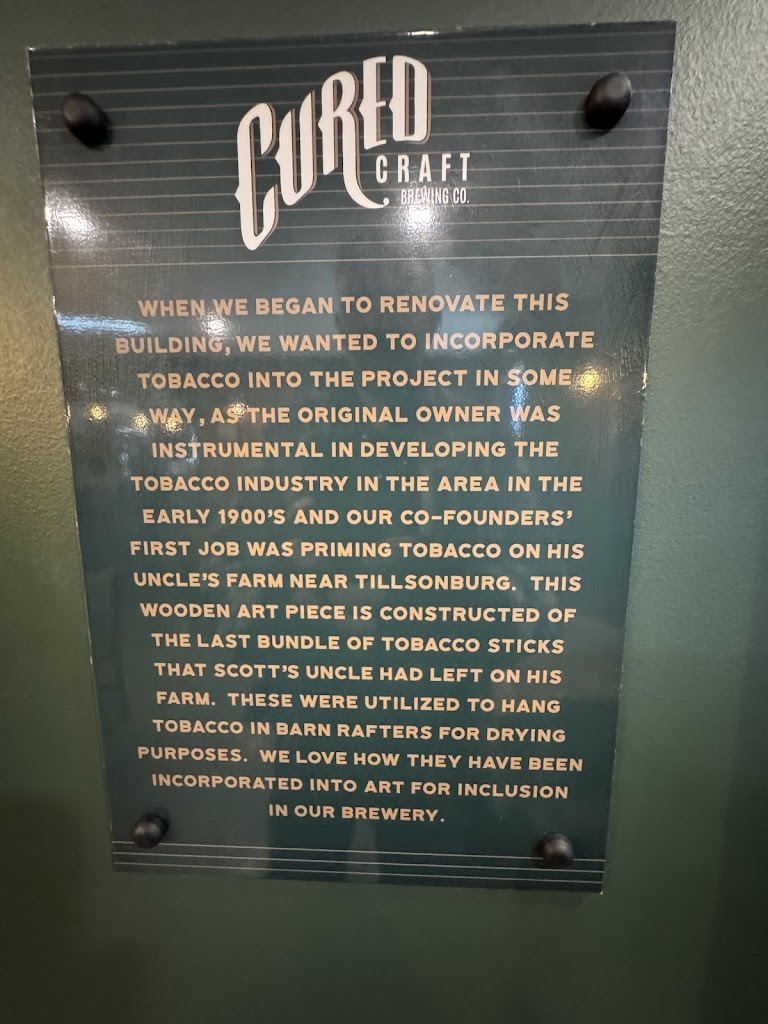 CURED
CRAFT
BREWING CO.
WHEN WE BEGAN TO RENOVATE THIS
BUILDING, WE WANTED TO INCORPORATE
TOBACCO INTO THE PROJECT IN SOME
WAY, AS THE ORIGINAL OWNER WAS
INSTRUMENTAL IN DEVELOPING THE
TOBACCO INDUSTRY IN THE AREA IN THE
EARLY 1900'S AND OUR CO-FOUNDERS'
FIRST JOB WAS PRIMING TOBACCO ON HIS
UNCLE'S FARM NEAR TILLSONBURG. THIS
WOODEN ART PIECE IS CONSTRUCTED OF
THE LAST BUNDLE OF TOBACCO STICKS
THAT SCOTT'S UNCLE HAD LEFT ON HIS
FARM. THESE WERE UTILIZED TO HANG
TOBACCO IN BARN RAFTERS FOR DRYING
PURPOSES. WE LOVE HOW THEY HAVE BEEN
INCORPORATED INTO ART FOR INCLUSION
IN OUR BREWERY.